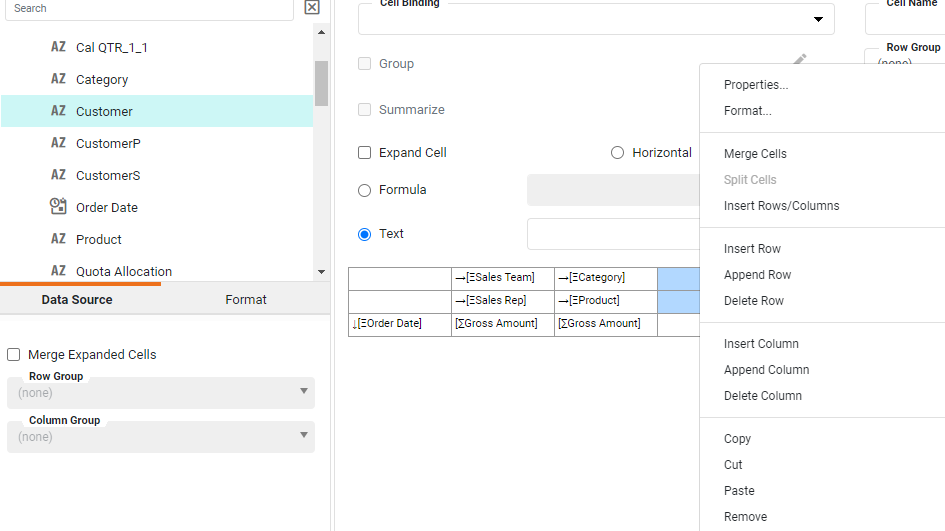 Search
AZ Cal QTR_1_1
AZ Category
AZ Customer
AZ CustomerP
AZ CustomerS
Order Date
AZ Product
AZ Quota Allocation
Data Source
Format
Merge Expanded Cells
Row Group
(none)
Column Group
(none)
Cell Binding
Cell Name
Row Group
(none)
Group
Summarize
Expand Cell
Horizontal
Formula
Text
→[ΞSales Team] →[ΞCategory]
→[ΞSales Rep] →[ΞProduct]
↓[ΞOrder Date] [∑Gross Amount] [∑Gross Amount]
Properties...
Format...
Merge Cells
Split Cells
Insert Rows/Columns
Insert Row
Append Row
Delete Row
Insert Column
Append Column
Delete Column
Copy
Cut
Paste
Remove